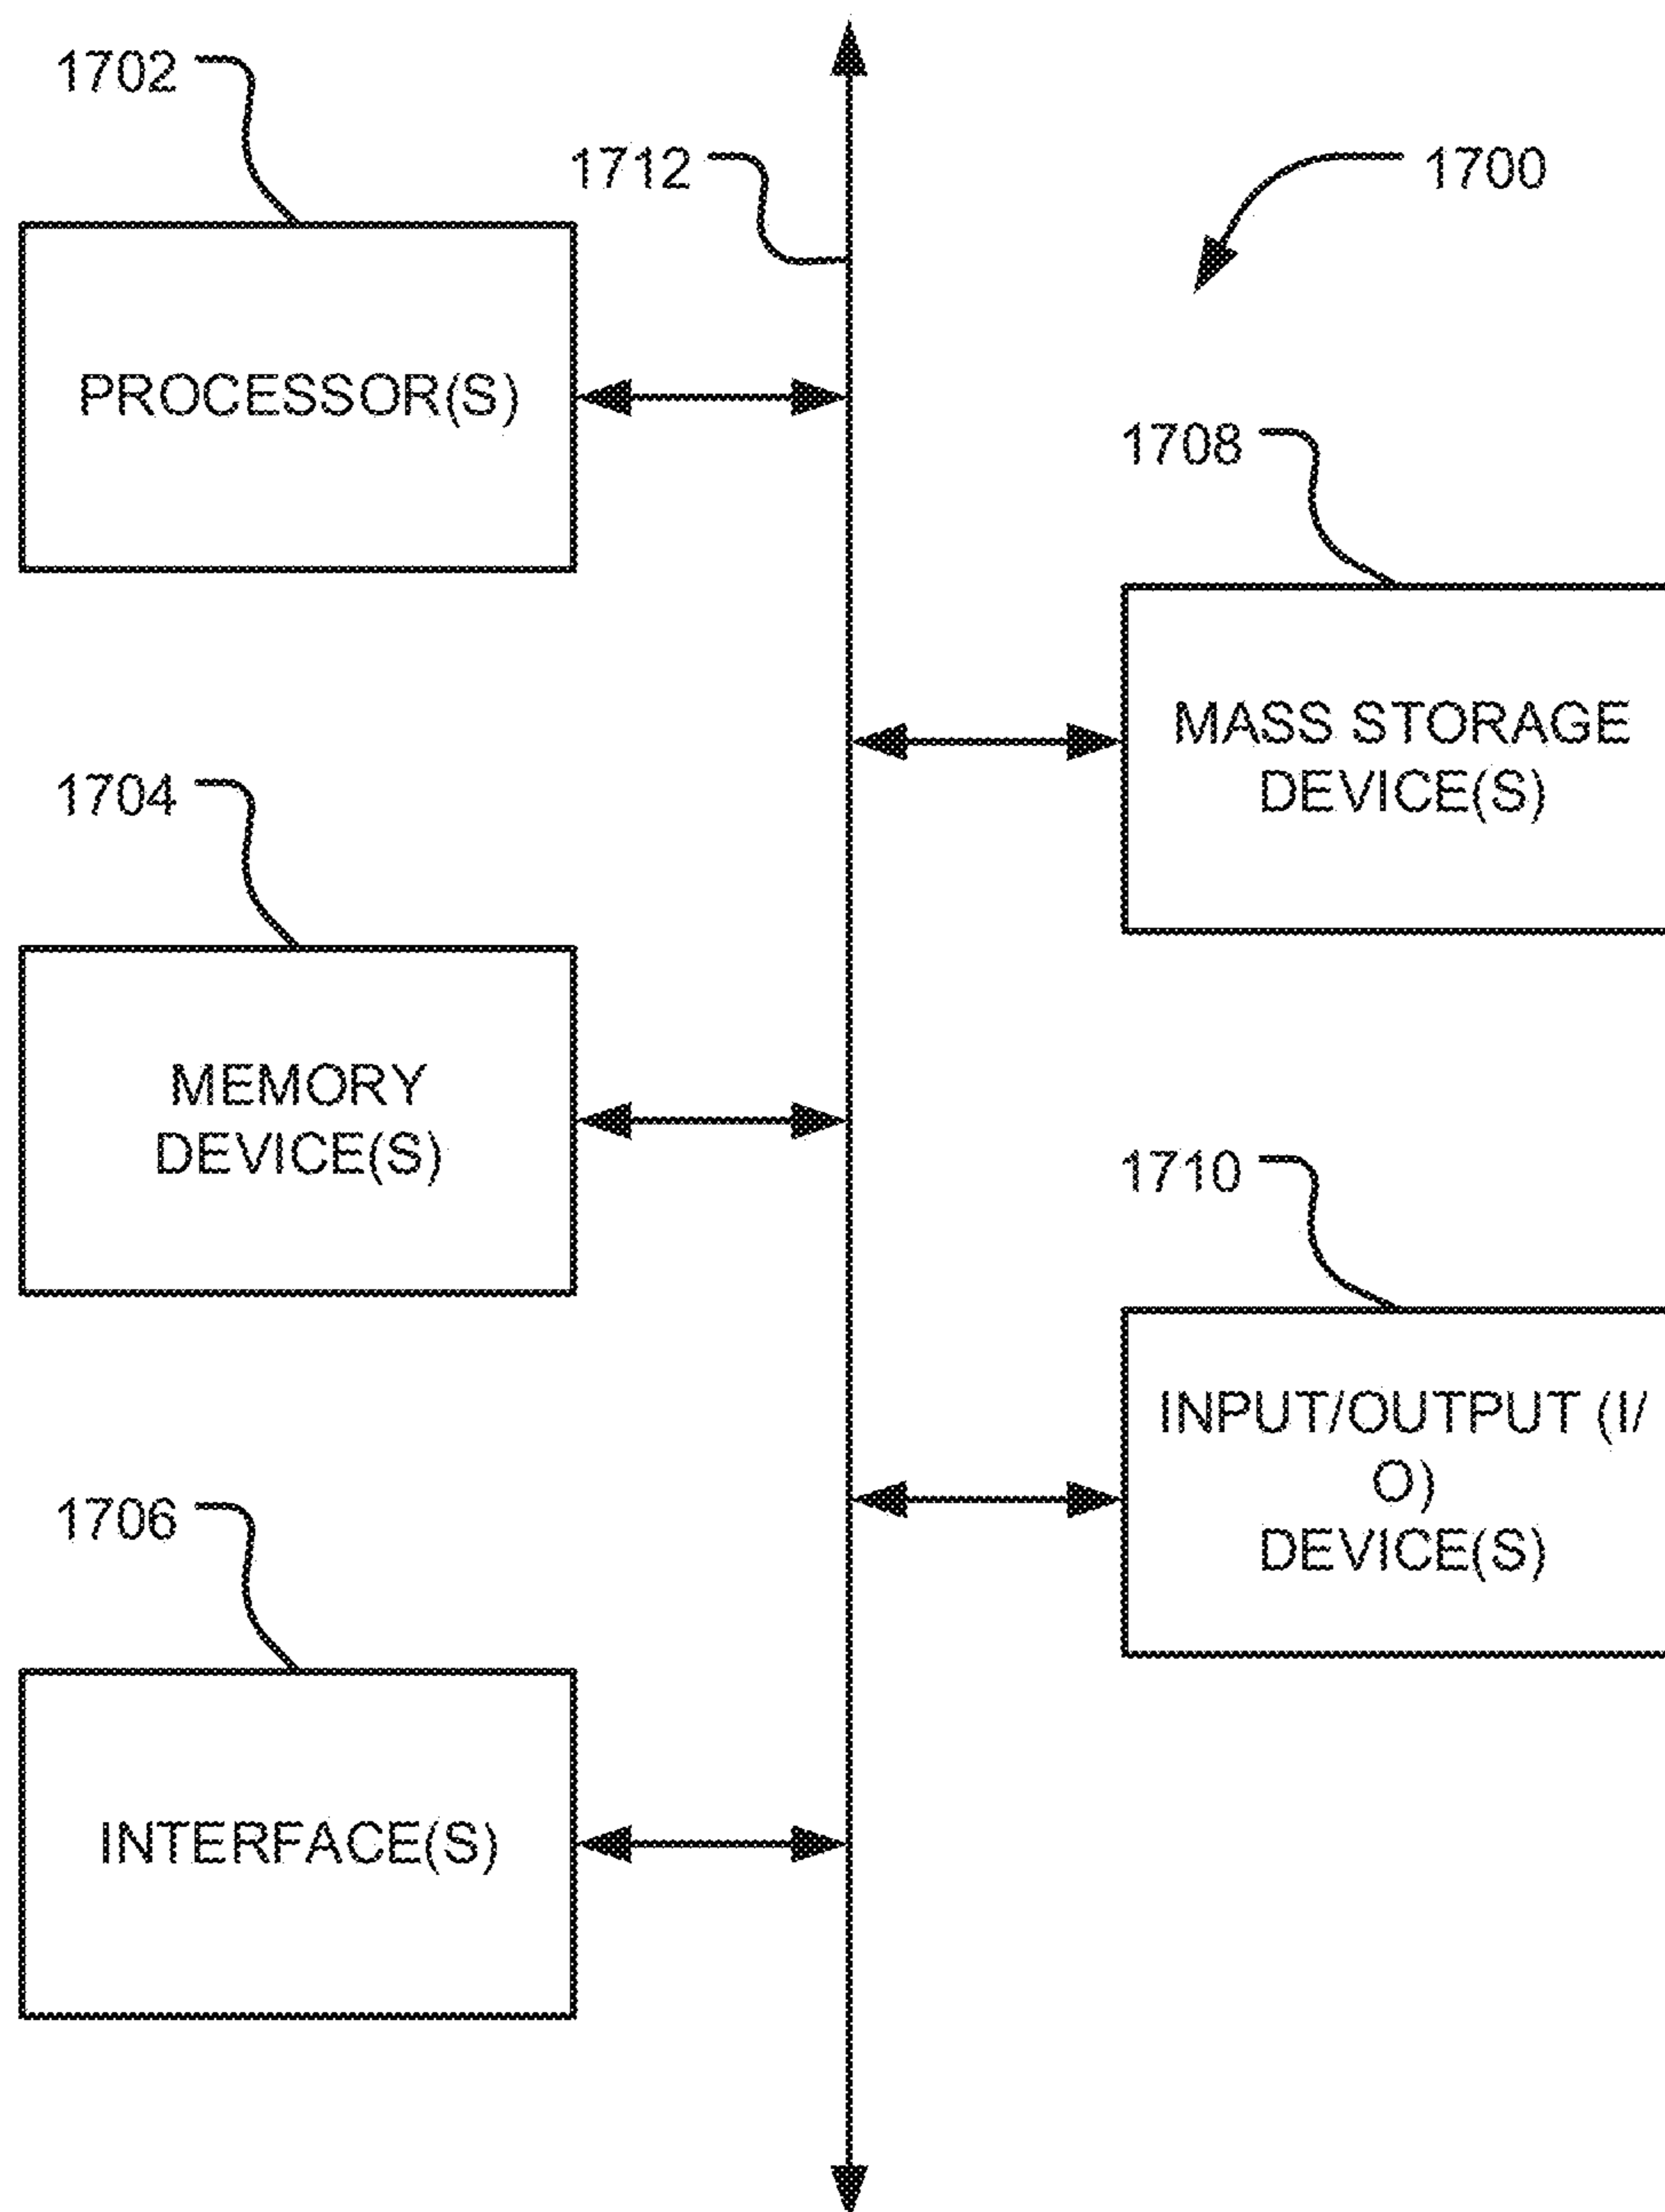 1702
1712
1700
PROCESSOR(S)
1708
MASS STORAGE
DEVICE(S)
1704
MEMORY
DEVICE(S)
1710
INPUT/OUTPUT (I/
O)
DEVICE(S)
1706
INTERFACE(S)